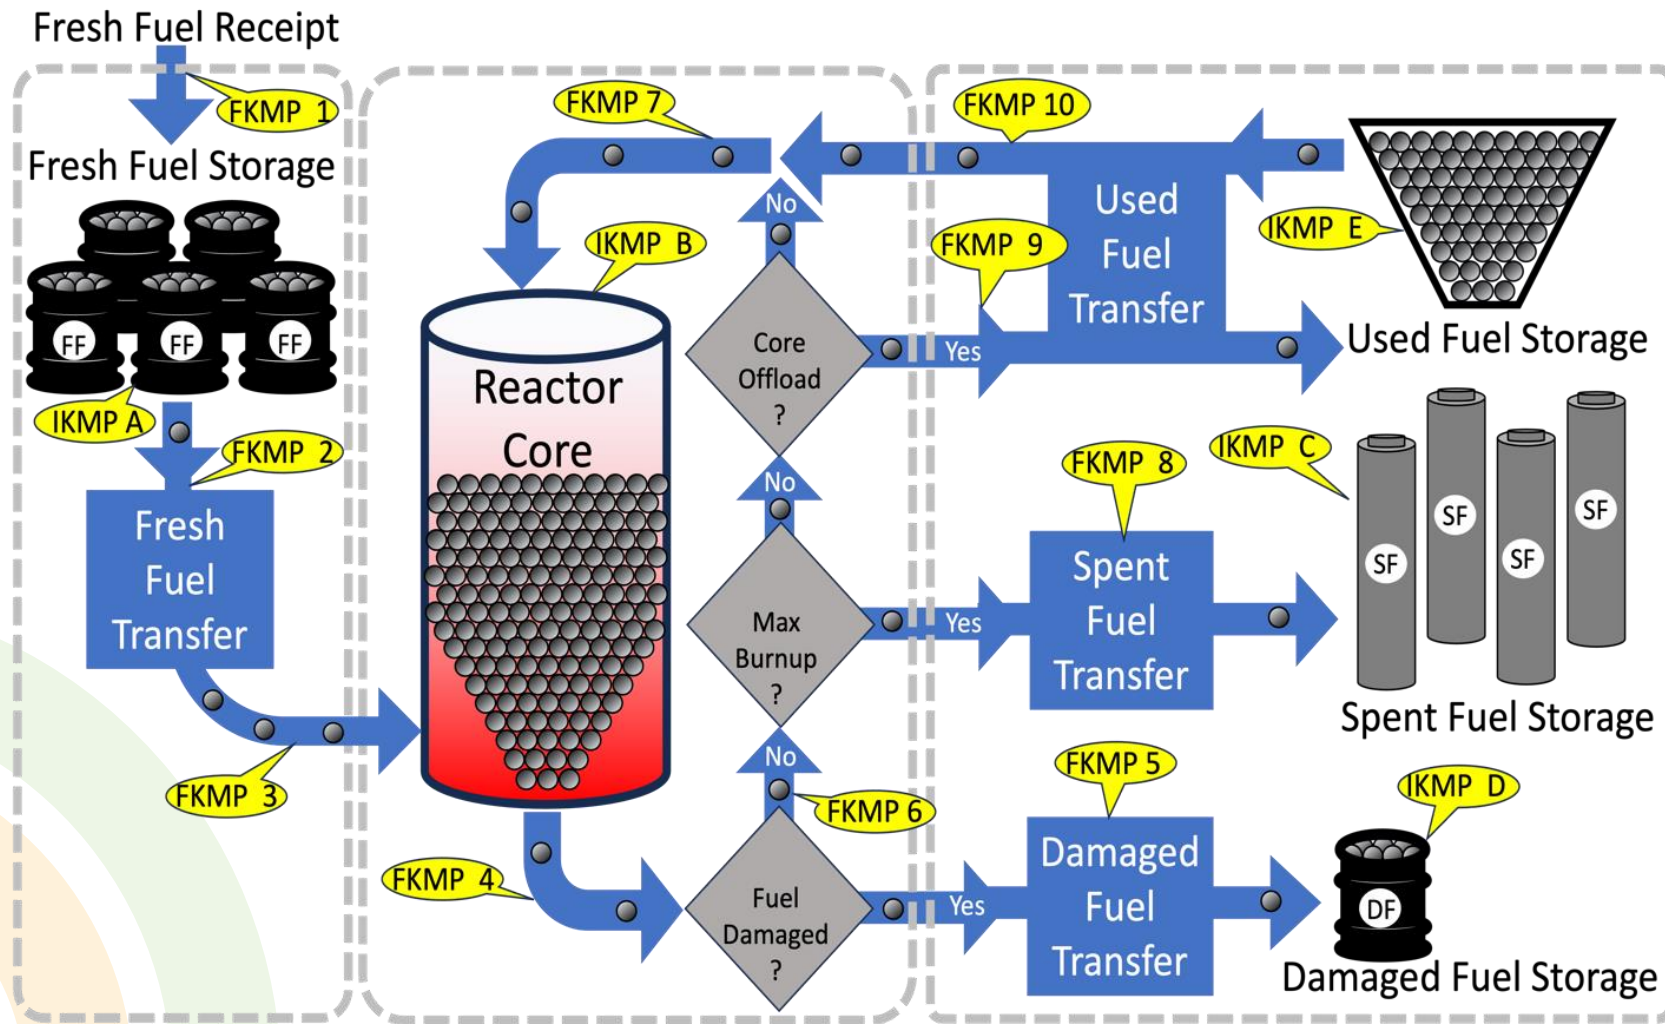 Fresh Fuel Receipt
FKMP 1
Fresh Fuel Storage
FF
FF
FF
IKMP A
FKMP 2
Fresh
Fuel
Transfer
FKMP 3
FKMP 7
IKMP B
Reactor
Core
FKMP 4
No
Core
Offload
?
No
Max
Burnup
?
No
FKMP 6
Fuel
Damaged
?
FKMP 10
FKMP 9
Yes
Used
Fuel
Transfer
IKMP E
Used Fuel Storage
FKMP 8
Yes
Spent
Fuel
Transfer
IKMP C
SF
SF
SF
SF
Spent Fuel Storage
FKMP 5
Yes
Damaged
Fuel
Transfer
IKMP D
DF
Damaged Fuel Storage